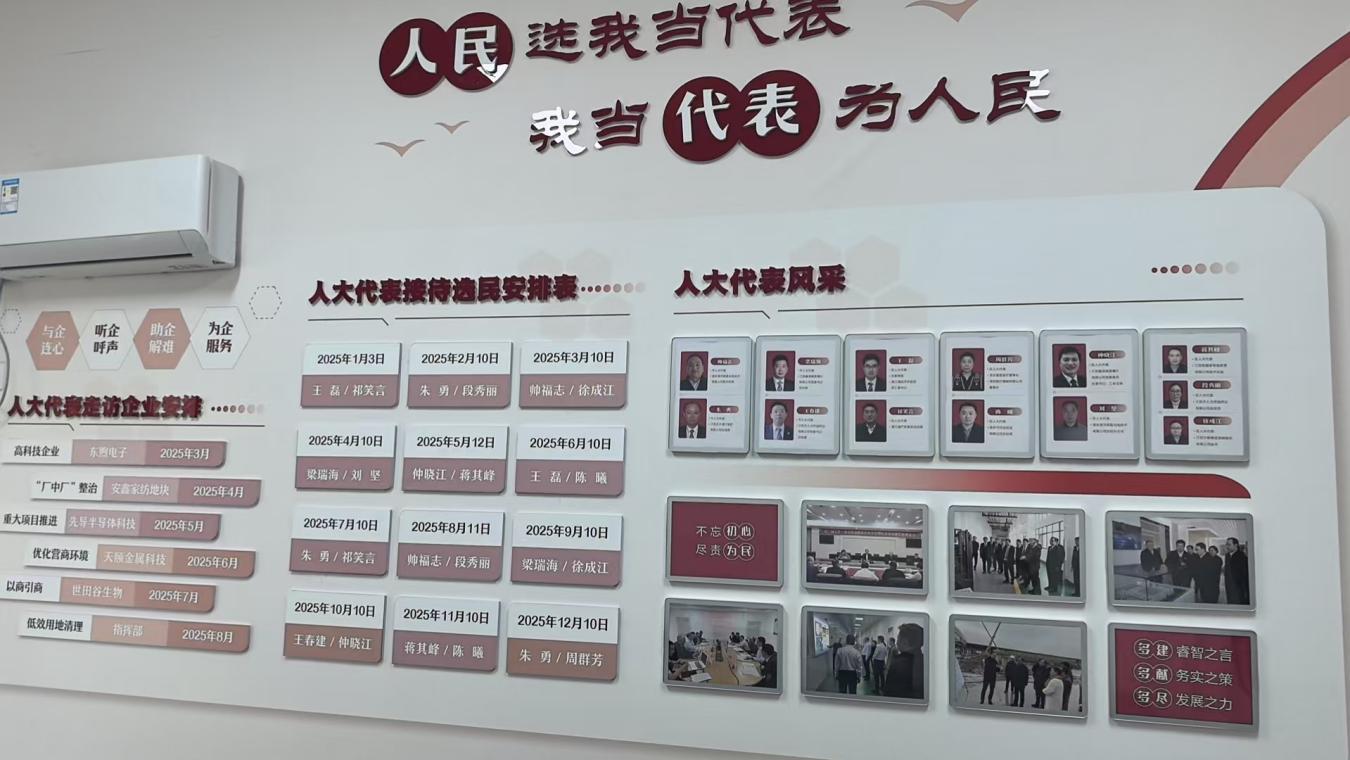 人民选我当代表
我当代表为人民
与企连心
听企呼声
助企解难
为企服务
人大代表走访企业安排
高科技企业 东煦电子 2025年3月
“厂中厂”整治 安鑫家纺地块 2025年4月
重大项目推进 先导半导体科技 2025年5月
优化营商环境 天颐金属科技 2025年6月
以商引商 世田谷生物 2025年7月
低效用地清理 指挥部 2025年8月
人大代表接待选民安排表
2025年1月3日 2025年2月10日 2025年3月10日
王 磊 / 祁笑言 朱 勇 / 段秀丽 帅福志 / 徐成江
2025年4月10日 2025年5月12日 2025年6月10日
梁瑞海 / 刘 坚 仲晓江 / 蒋其峰 王 磊 / 陈 曦
2025年7月10日 2025年8月11日 2025年9月10日
朱 勇 / 祁笑言 帅福志 / 段秀丽 梁瑞海 / 徐成江
2025年10月10日 2025年11月10日 2025年12月10日
王春建 / 仲晓江 蒋其峰 / 陈 曦 朱 勇 / 周群芳
人大代表风采
不忘初心
尽责为民
多建睿智之言
多献务实之策
多尽发展之力